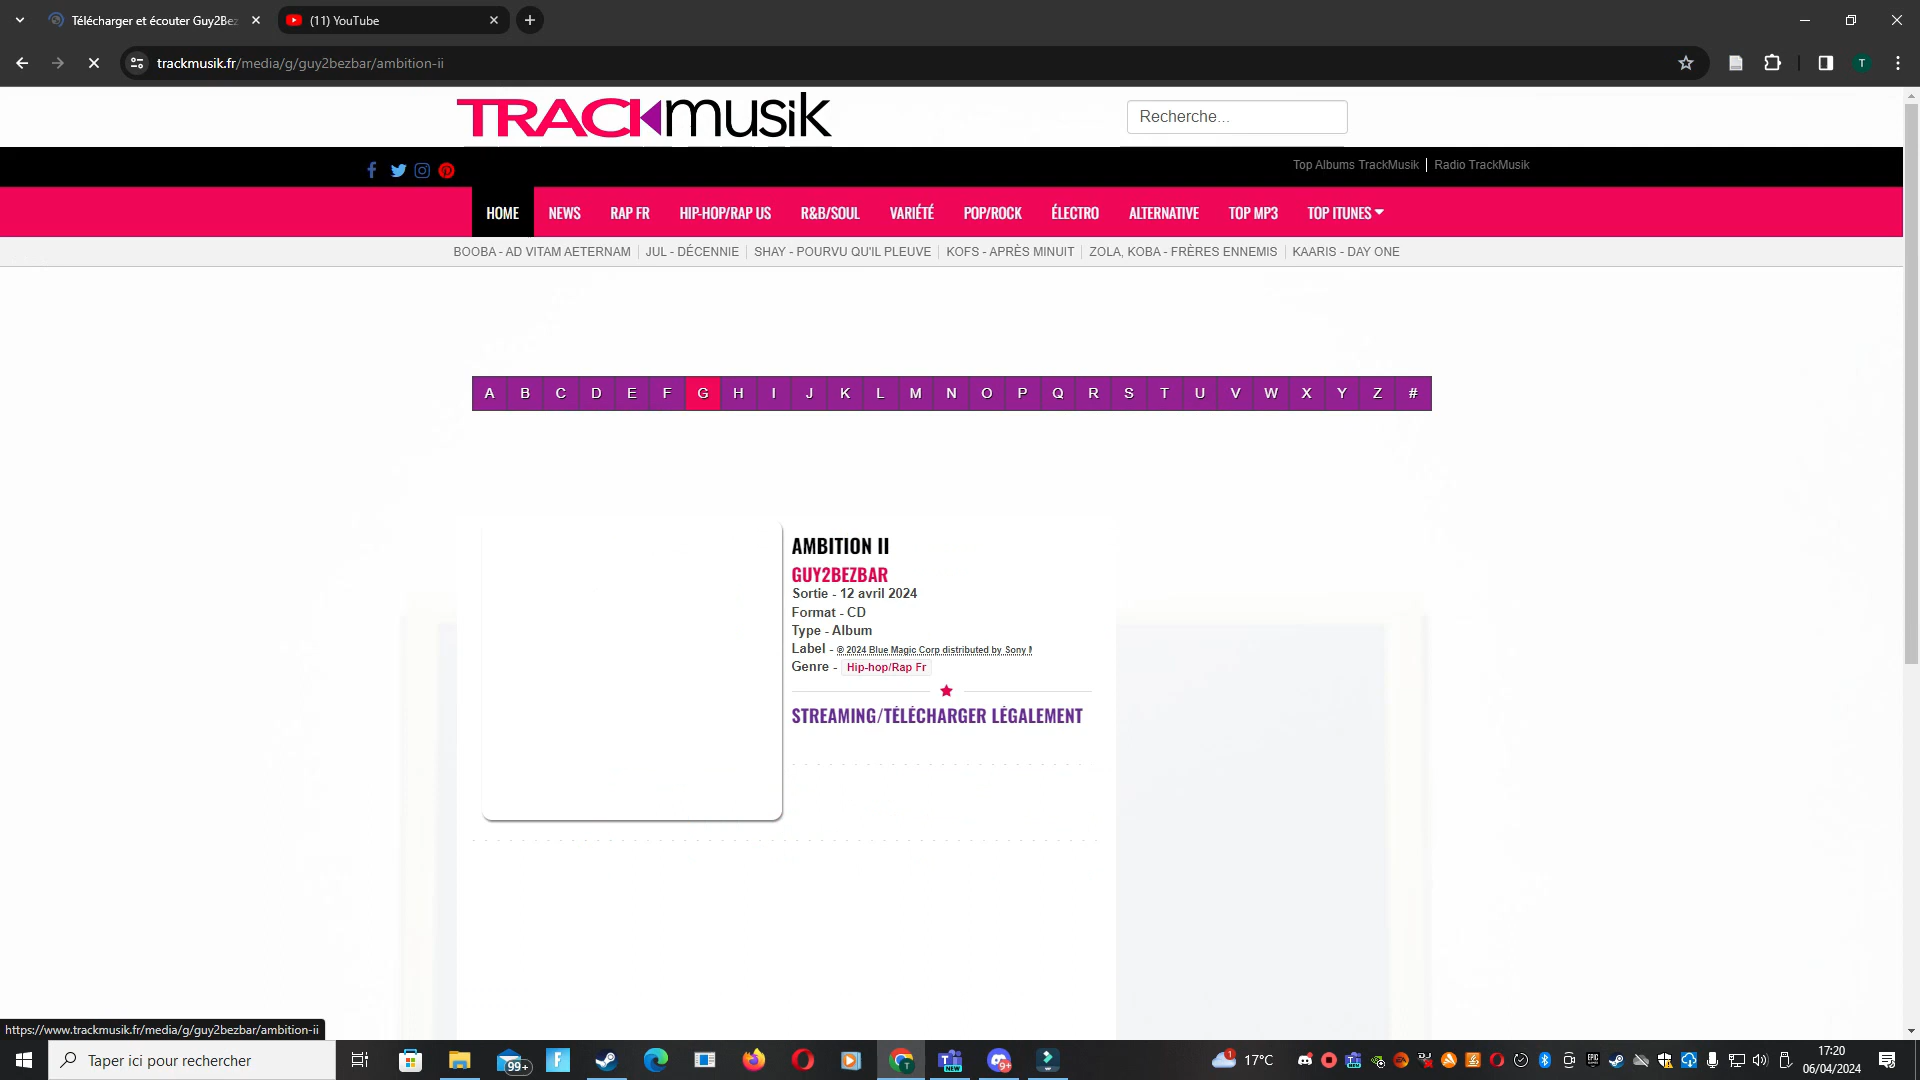 Télécharger et écouter Guy2Bez
(11) YouTube
trackmusik.fr/media/g/guy2bezbar/ambition-ii
T
TRACKmusik
Recherche...
Top Albums TrackMusik | Radio TrackMusik
HOME NEWS RAP FR HIP-HOP/RAP US R&B/SOUL VARIÉTÉ POP/ROCK ÉLECTRO ALTERNATIVE TOP MP3 TOP ITUNES
BOOBA - AD VITAM AETERNAM JUL - DÉCENNIE SHAY - POURVU QU'IL PLEUVE KOFS - APRÈS MINUIT ZOLA, KOBA - FRÈRES ENNEMIS KAARIS - DAY ONE
A B C D E F G H I J K L M N O P Q R S T U V W X Y Z #
AMBITION II
GUY2BEZBAR
Sortie - 12 avril 2024
Format - CD
Type - Album
Label - ℗ 2024 Blue Magic Corp distributed by Sony
Genre - Hip-hop/Rap Fr
STREAMING/TÉLÉCHARGER LÉGALEMENT
https://www.trackmusik.fr/media/g/guy2bezbar/ambition-ii
Taper ici pour rechercher
99+
NEW
9+
1
17°C
17:20
06/04/2024